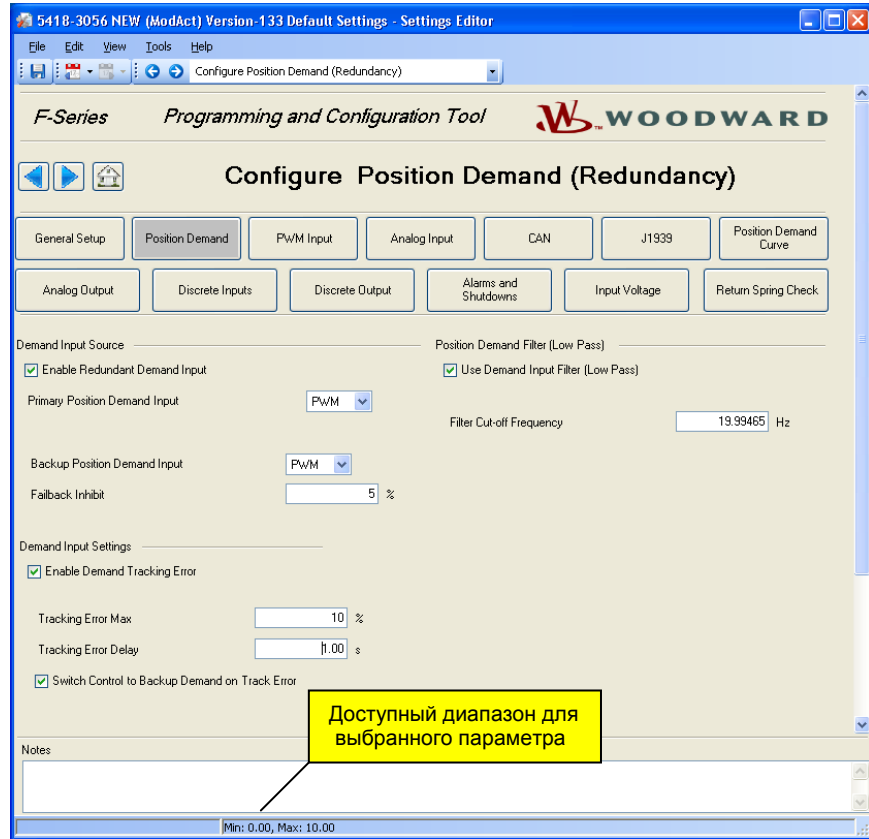 5418-3056 NEW (ModAct) Version-133 Default Settings - Settings Editor
File Edit View Tools Help
Configure Position Demand (Redundancy)
F-Series Programming and Configuration Tool WOODWARD
Configure Position Demand (Redundancy)
General Setup
Position Demand
PWM Input
Analog Input
CAN
J1939
Position Demand
Curve
Analog Output
Discrete Inputs
Discrete Output
Alarms and
Shutdowns
Input Voltage
Return Spring Check
Demand Input Source
Enable Redundant Demand Input
Primary Position Demand Input PWM
Backup Position Demand Input PWM
Failback Inhibit 5 %
Position Demand Filter (Low Pass)
Use Demand Input Filter (Low Pass)
Filter Cut-off Frequency 19.99465 Hz
Demand Input Settings
Enable Demand Tracking Error
Tracking Error Max 10 %
Tracking Error Delay 1.00 s
Switch Control to Backup Demand on Track Error
Доступный диапазон для
выбранного параметра
Notes
Min: 0.00, Max: 10.00